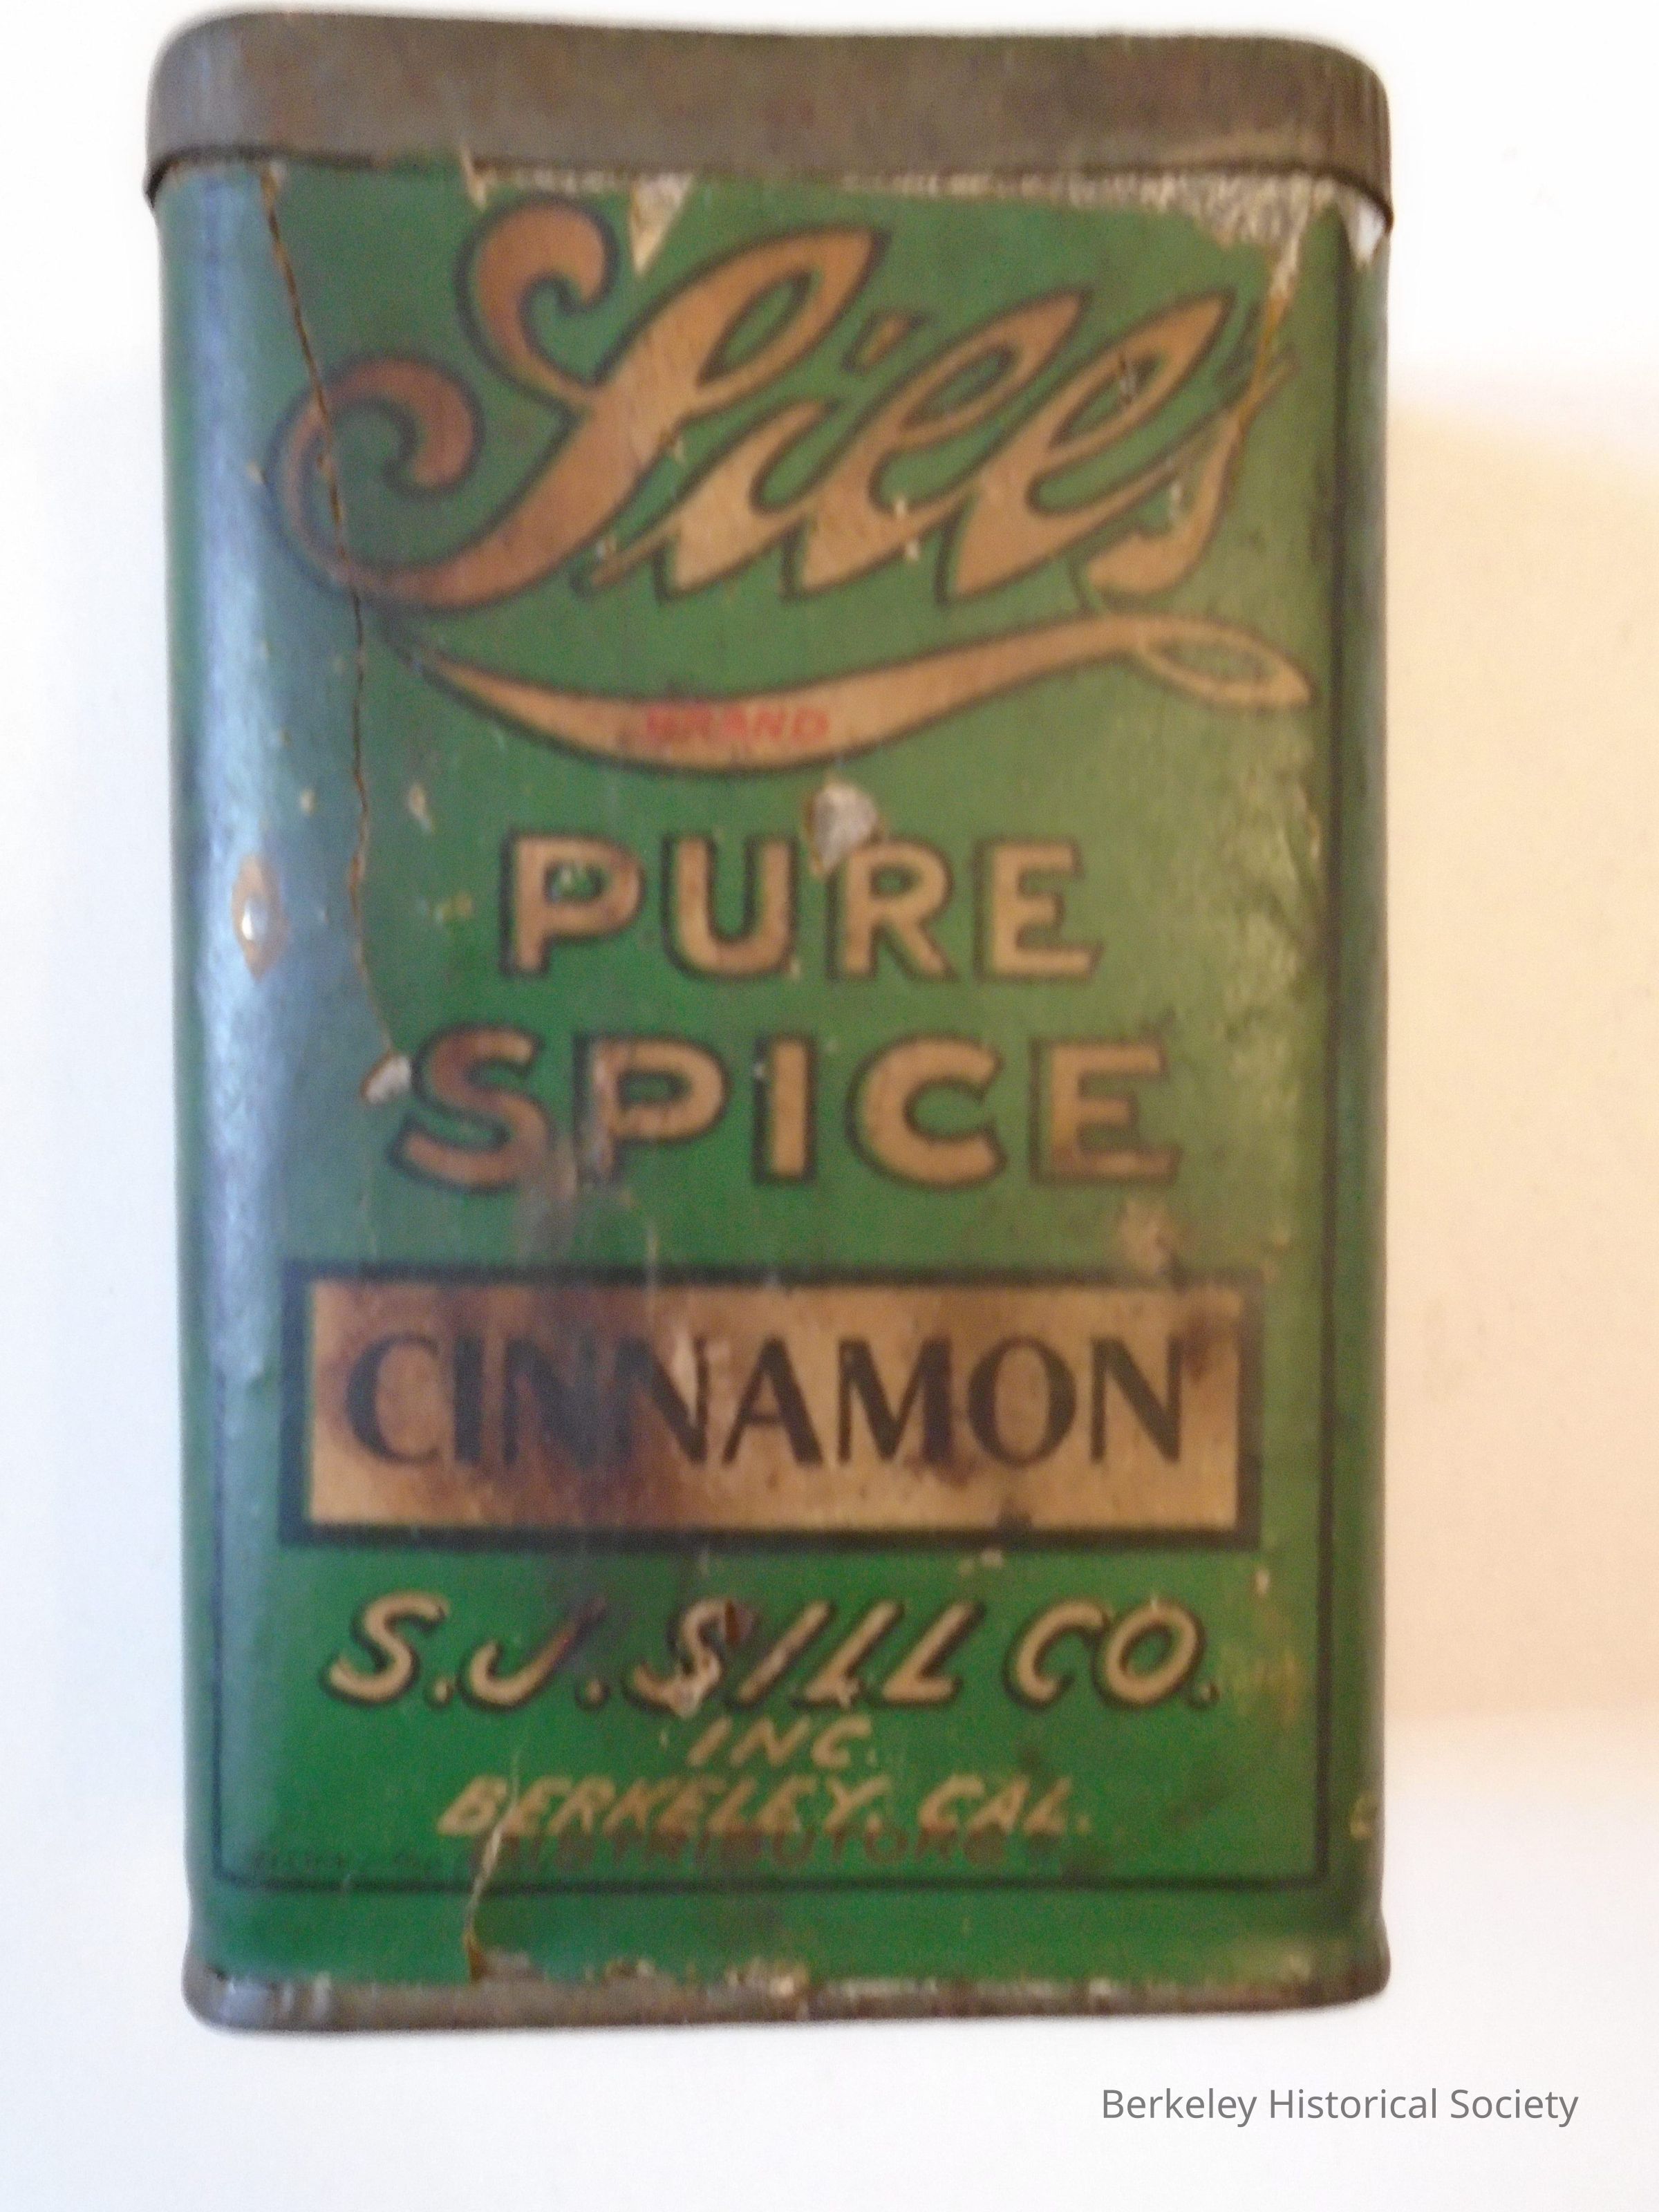 Sill's
BRAND
PURE
SPICE
CINNAMON
S.J. SILL CO.
INC.
BERKELEY, CAL.
DISTRIBUTORS
Berkeley Historical Society